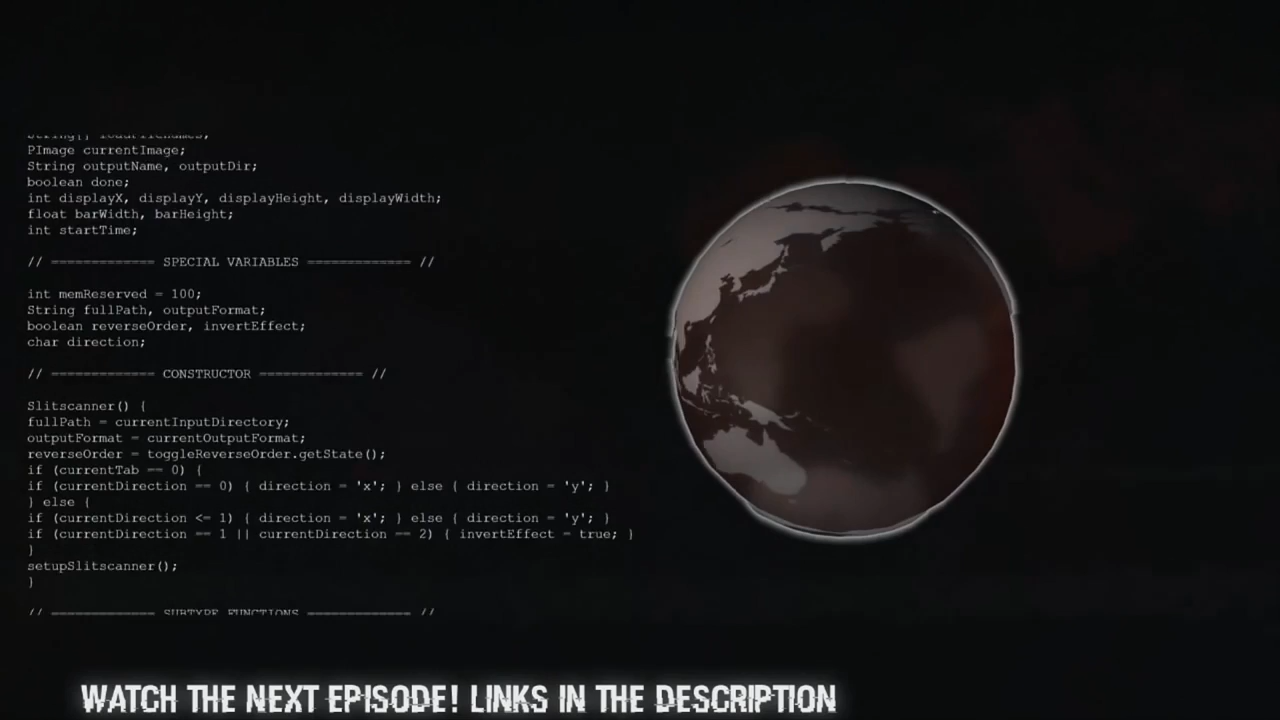 PImage currentImage;
String outputName, outputDir;
boolean done;
int displayX, displayY, displayHeight, displayWidth;
float barWidth, barHeight;
int startTime;
// ============= SPECIAL VARIABLES ============= //
int memReserved = 100;
String fullPath, outputFormat;
boolean reverseOrder, invertEffect;
char direction;
// ============= CONSTRUCTOR ============= //
Slitscanner() {
fullPath = currentInputDirectory;
outputFormat = currentOutputFormat;
reverseOrder = toggleReverseOrder.getState();
if (currentTab == 0) {
if (currentDirection == 0) { direction = 'x'; } else { direction = 'y'; }
} else {
if (currentDirection <= 1) { direction = 'x'; } else { direction = 'y'; }
if (currentDirection == 1 || currentDirection == 2) { invertEffect = true; }
}
setupSlitscanner();
}
// ============= SUBTYPE FUNCTIONS ============= //
WATCH THE NEXT EPISODE! LINKS IN THE DESCRIPTION